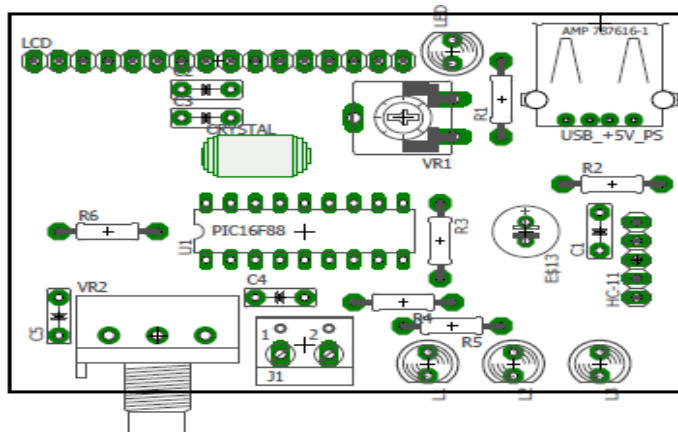 LED
AMP 787616-1
LCD
C2
C3
CRYSTAL
R1
VR1
USB_+5V_PS
R2
R6
U1
PIC16F88
R3
E$13
C1
HC-11
C4
VR2
C5
R4
R5
1
2
J1
L1
L2
L3